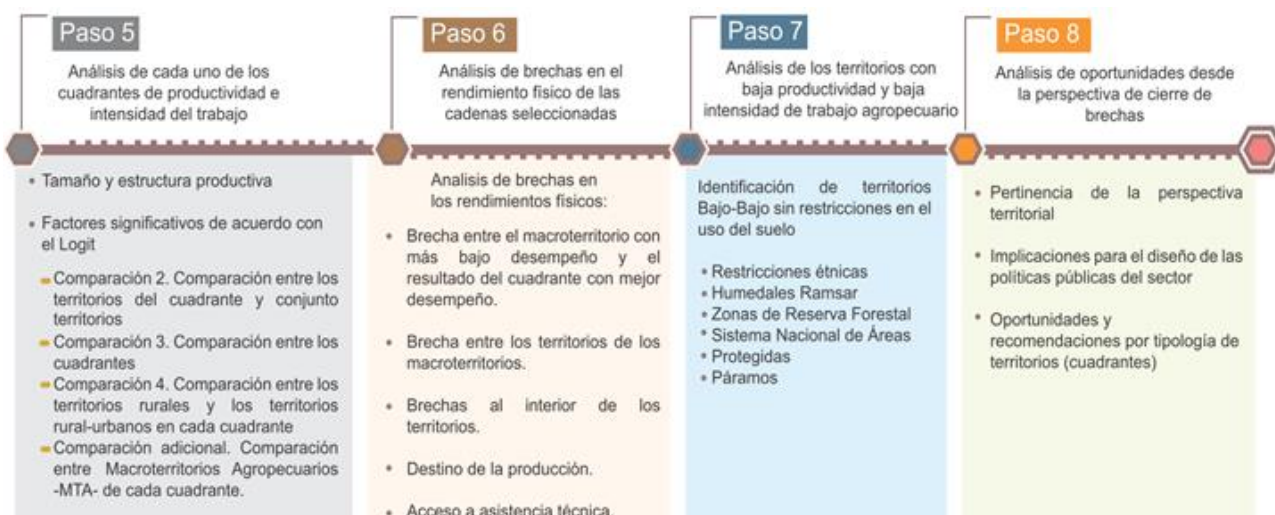 Paso 5
Análisis de cada uno de los
cuadrantes de productividad e
intensidad del trabajo
• Tamaño y estructura productiva
• Factores significativos de acuerdo con
el Logit
Comparación 2. Comparación entre los
territorios del cuadrante y conjunto
territorios
Comparación 3. Comparación entre los
cuadrantes
Comparación 4. Comparación entre los
territorios rurales y los territorios
rural-urbanos en cada cuadrante
Comparación adicional. Comparación
entre Macroterritorios Agropecuarios
-MTA- de cada cuadrante.
Paso 6
Análisis de brechas en el
rendimiento físico de las
cadenas seleccionadas
Analisis de brechas en
los rendimientos físicos:
• Brecha entre el macroterritorio con
más bajo desempeño y el
resultado del cuadrante con mejor
desempeño.
• Brecha entre los territorios de los
macroterritorios.
• Brechas al interior de los
territorios.
• Destino de la producción.
• Acceso a asistencia técnica.
Paso 7
Análisis de los territorios con
baja productividad y baja
intensidad de trabajo agropecuario
Identificación de territorios
Bajo-Bajo sin restricciones en el
uso del suelo
• Restricciones étnicas
• Humedales Ramsar
• Zonas de Reserva Forestal
• Sistema Nacional de Áreas
• Protegidas
• Páramos
Paso 8
Análisis de oportunidades desde
la perspectiva de cierre de
brechas
• Pertinencia de la perspectiva
territorial
• Implicaciones para el diseño de las
políticas públicas del sector
• Oportunidades y
recomendaciones por tipología de
territorios (cuadrantes)